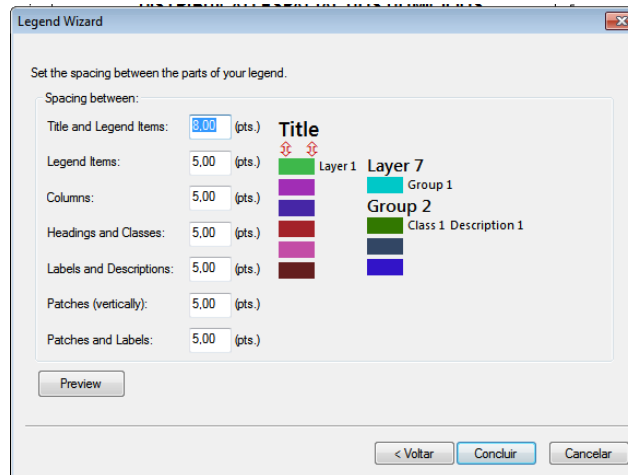 Legend Wizard
Set the spacing between the parts of your legend.
Spacing between:
Title and Legend Items: 8,00 (pts.)
Legend Items: 5,00 (pts.)
Columns: 5,00 (pts.)
Headings and Classes: 5,00 (pts.)
Labels and Descriptions: 5,00 (pts.)
Patches (vertically): 5,00 (pts.)
Patches and Labels: 5,00 (pts.)
Title
Layer 1
Layer 7
Group 1
Group 2
Class 1 Description 1
Preview
< Voltar
Concluir
Cancelar